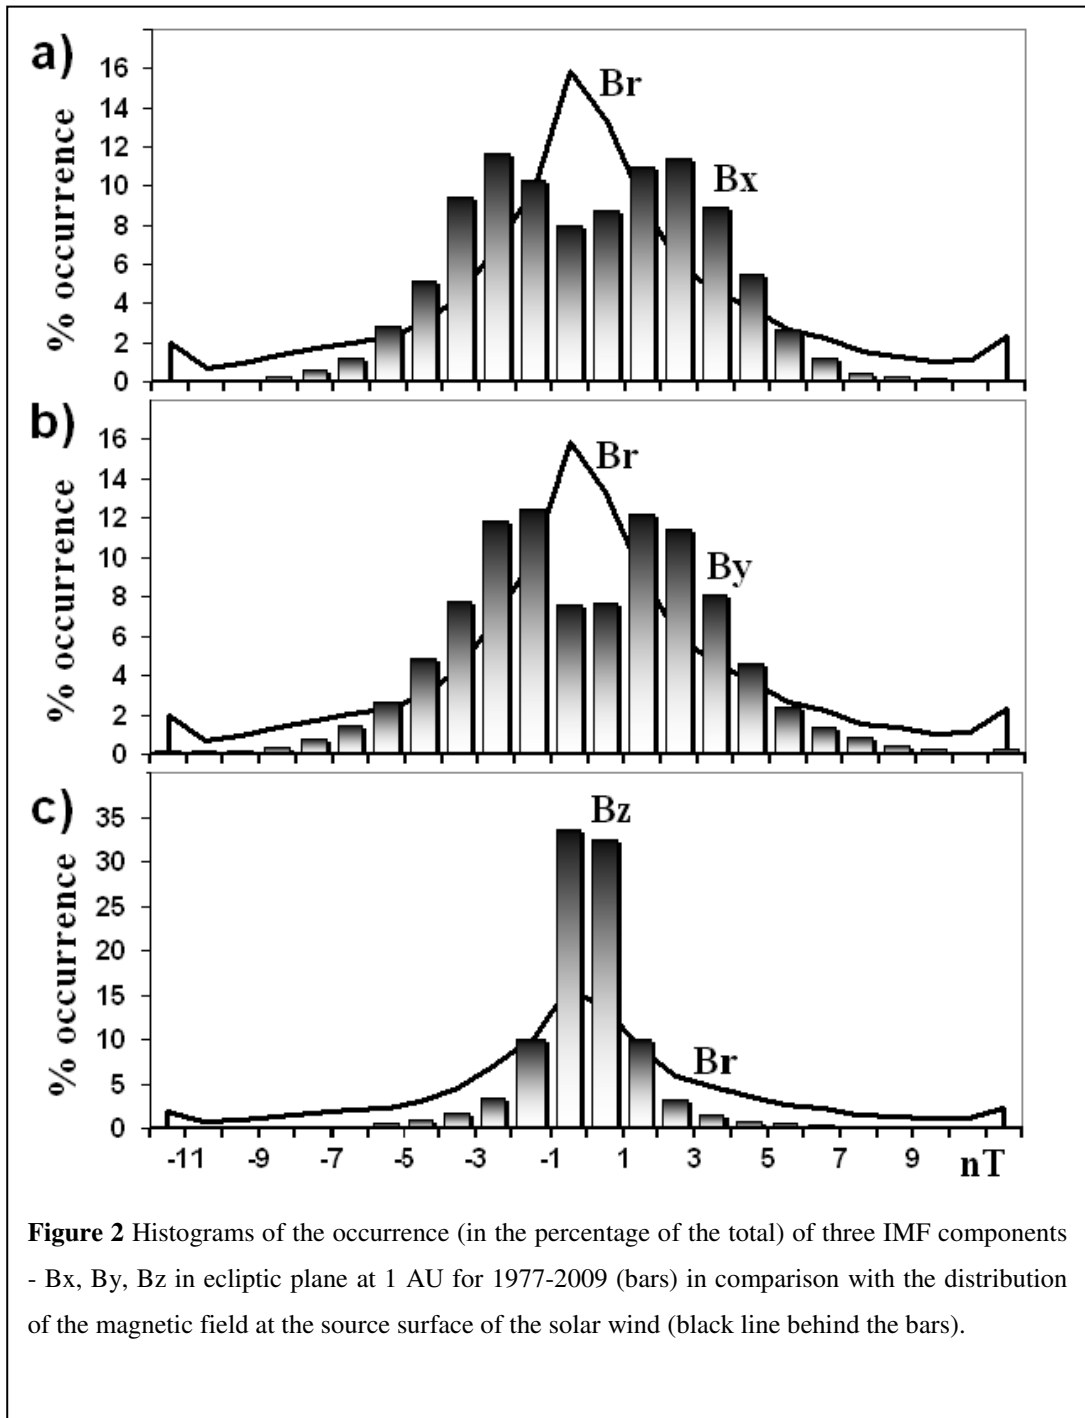 a)
16
14
12
10
8
6
4
2
0
% occurrence
Br
Bx
b)
16
14
12
10
8
6
4
2
0
% occurrence
Br
By
c)
35
30
25
20
15
10
5
0
% occurrence
Bz
Br
-11 -9 -7 -5 -3 -1 1 3 5 7 9 nT
Figure 2 Histograms of the occurrence (in the percentage of the total) of three IMF components
- Bx, By, Bz in ecliptic plane at 1 AU for 1977-2009 (bars) in comparison with the distribution
of the magnetic field at the source surface of the solar wind (black line behind the bars).